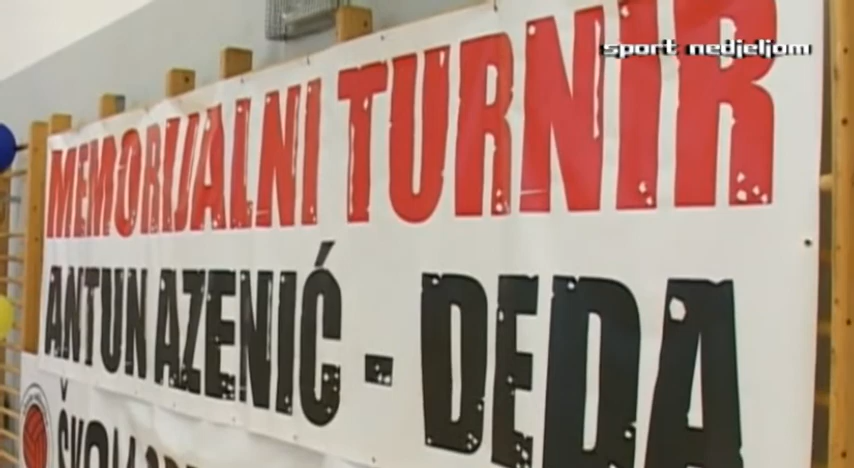 sport nedjeljom
MEMORIJALNI TURNIR
ANTUN AZENIĆ - DEDA